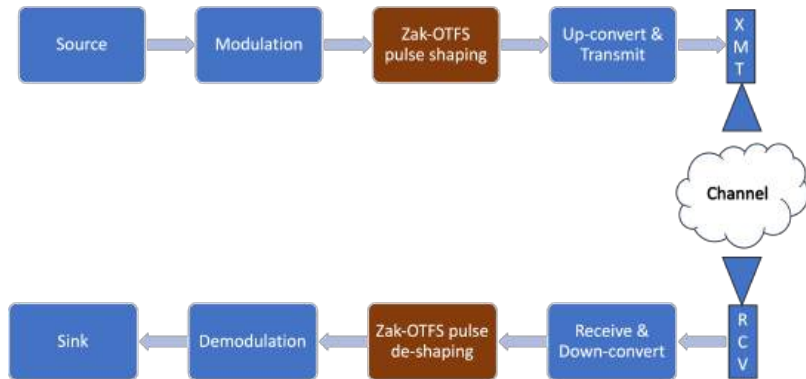 Source
Modulation
Zak-OTFS
pulse shaping
Up-convert &
Transmit
X
M
T
Channel
Sink
Demodulation
Zak-OTFS pulse
de-shaping
Receive &
Down-convert
R
C
V